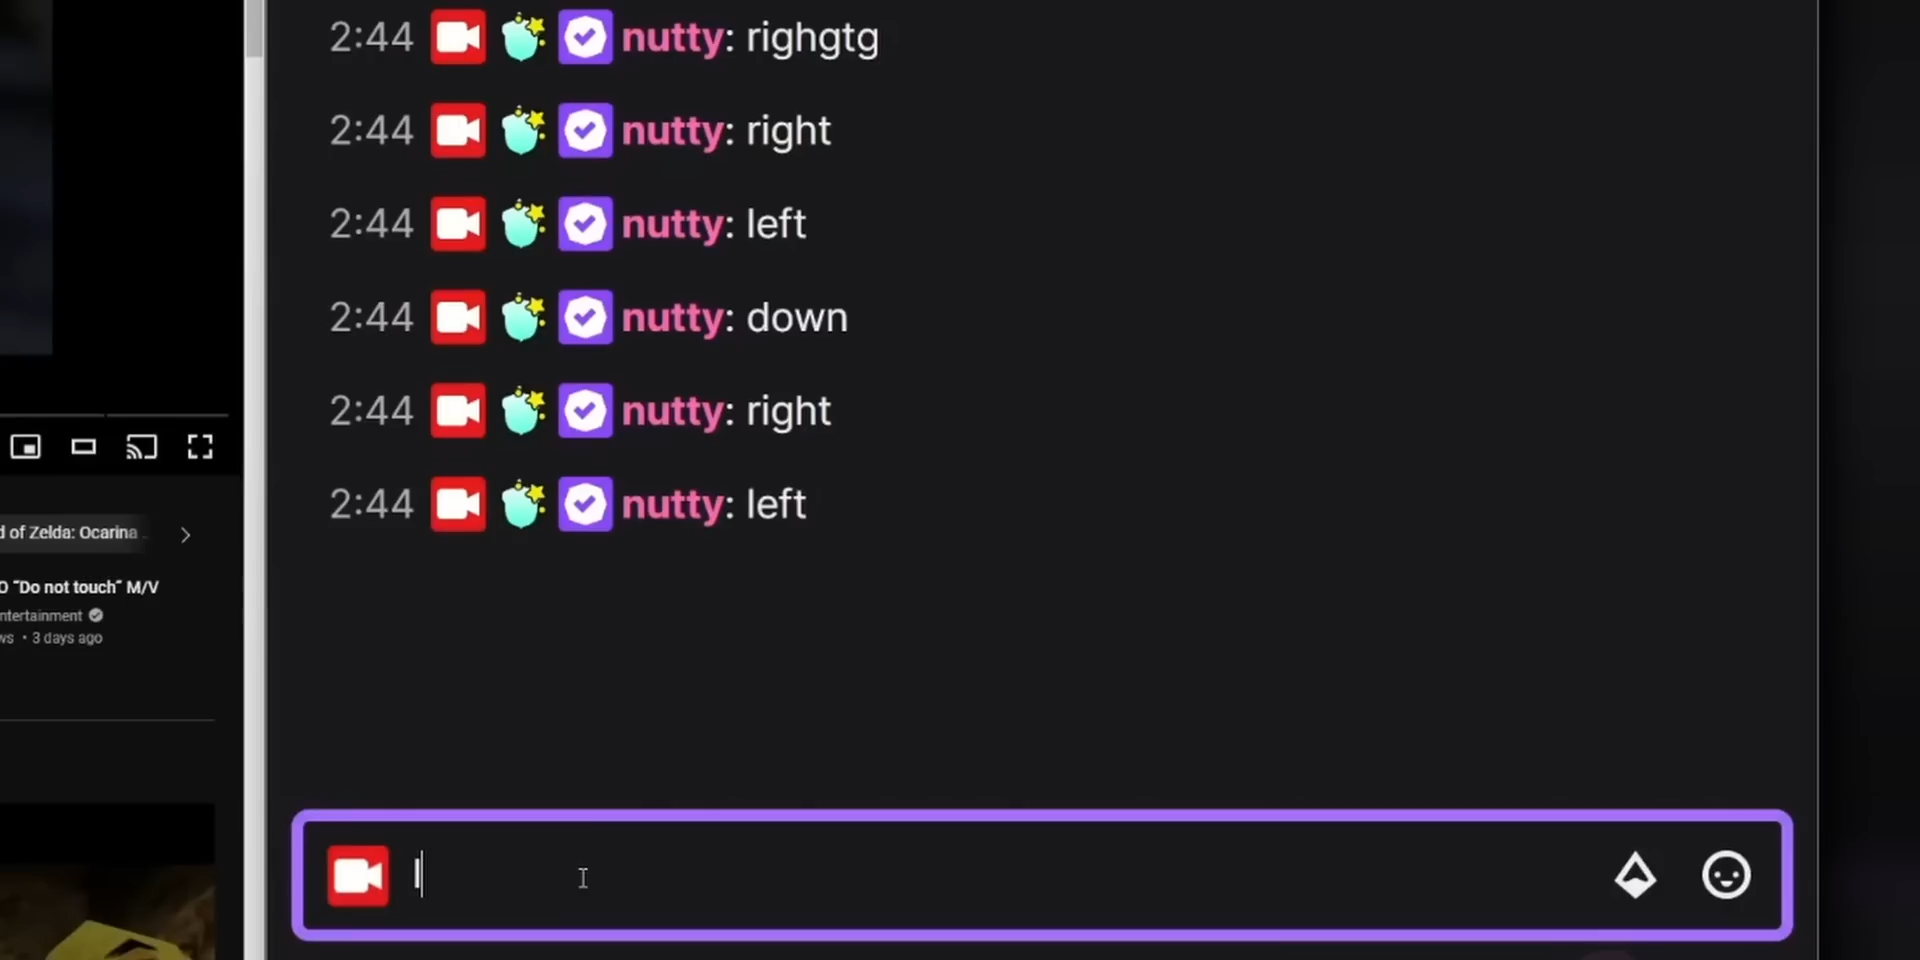 2:44 nutty: righgtg
2:44 nutty: right
2:44 nutty: left
2:44 nutty: down
2:44 nutty: right
2:44 nutty: left
d of Zelda: Ocarina
O "Do not touch" M/V
ntertainment
ws • 3 days ago
l